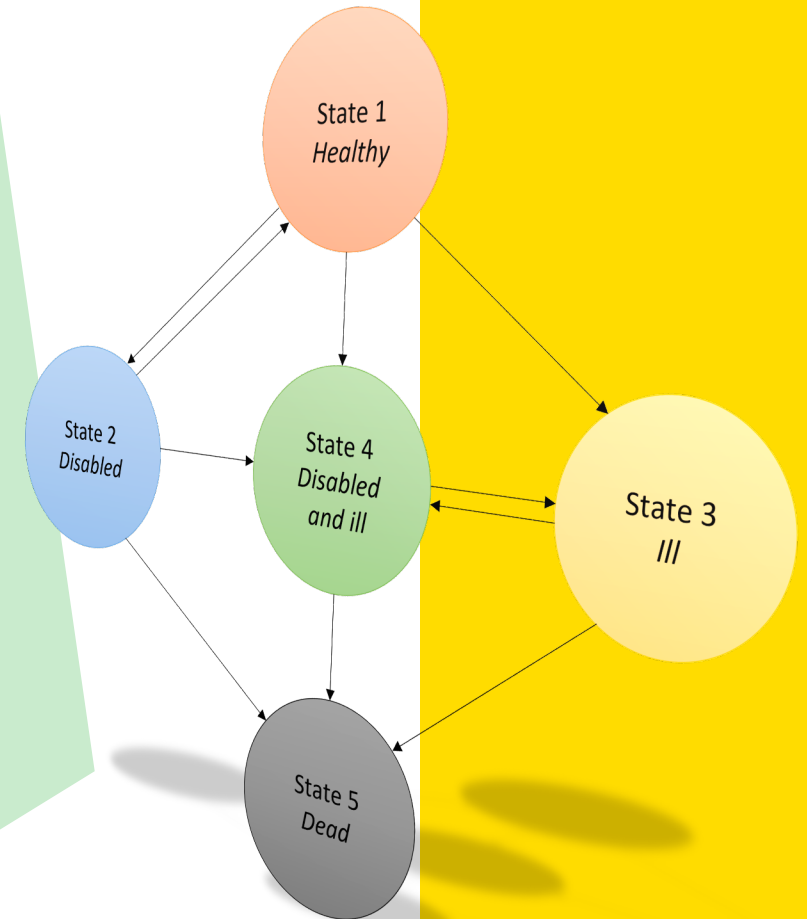 State 1
Healthy
State 2
Disabled
State 4
Disabled
and ill
State 3
Ill
State 5
Dead